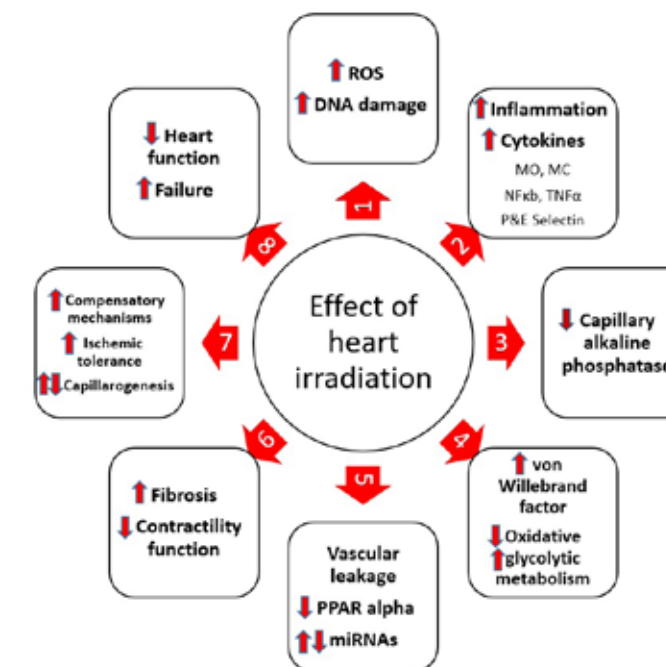 Effect of
heart
irradiation
1
ROS
DNA damage
2
Inflammation
Cytokines
MO, MC
NFkb, TNFα
P&E Selectin
3
Capillary
alkaline
phosphatase
4
von
Willebrand
factor
Oxidative
glycolytic
metabolism
5
Vascular
leakage
PPAR alpha
miRNAs
6
Fibrosis
Contractility
function
7
Compensatory
mechanisms
Ischemic
tolerance
Capillarogenesis
8
Heart
function
Failure